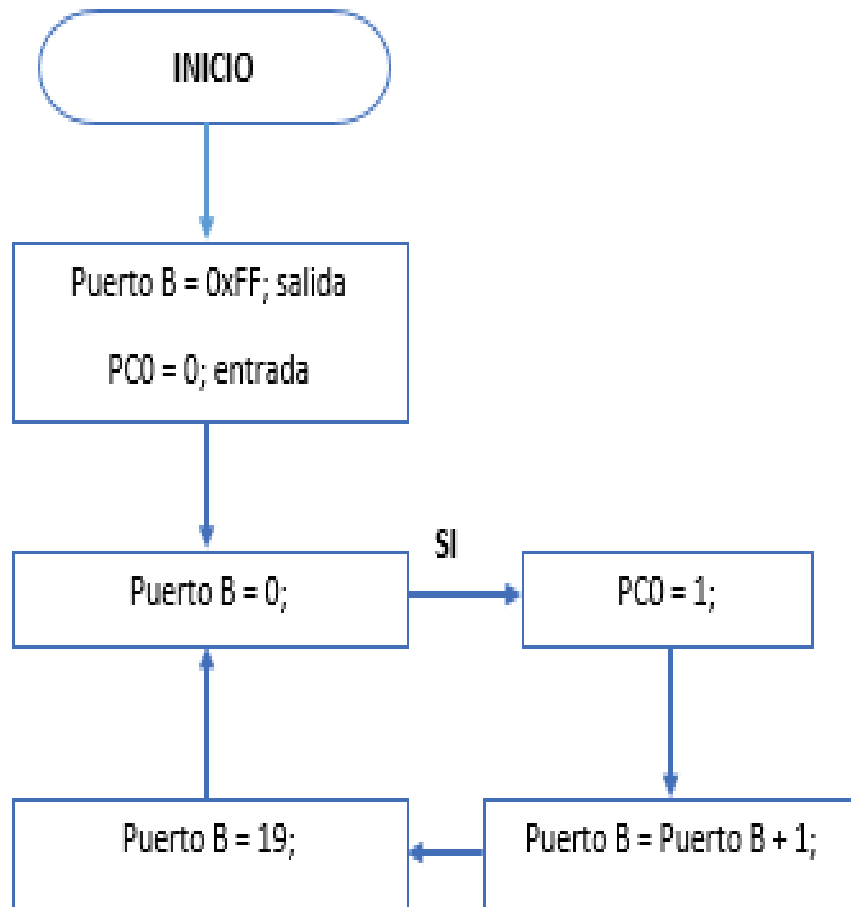 INICIO
Puerto B = 0xFF; salida
PC0 = 0; entrada
Puerto B = 0;
SI
PC0 = 1;
Puerto B = 19;
Puerto B = Puerto B + 1;